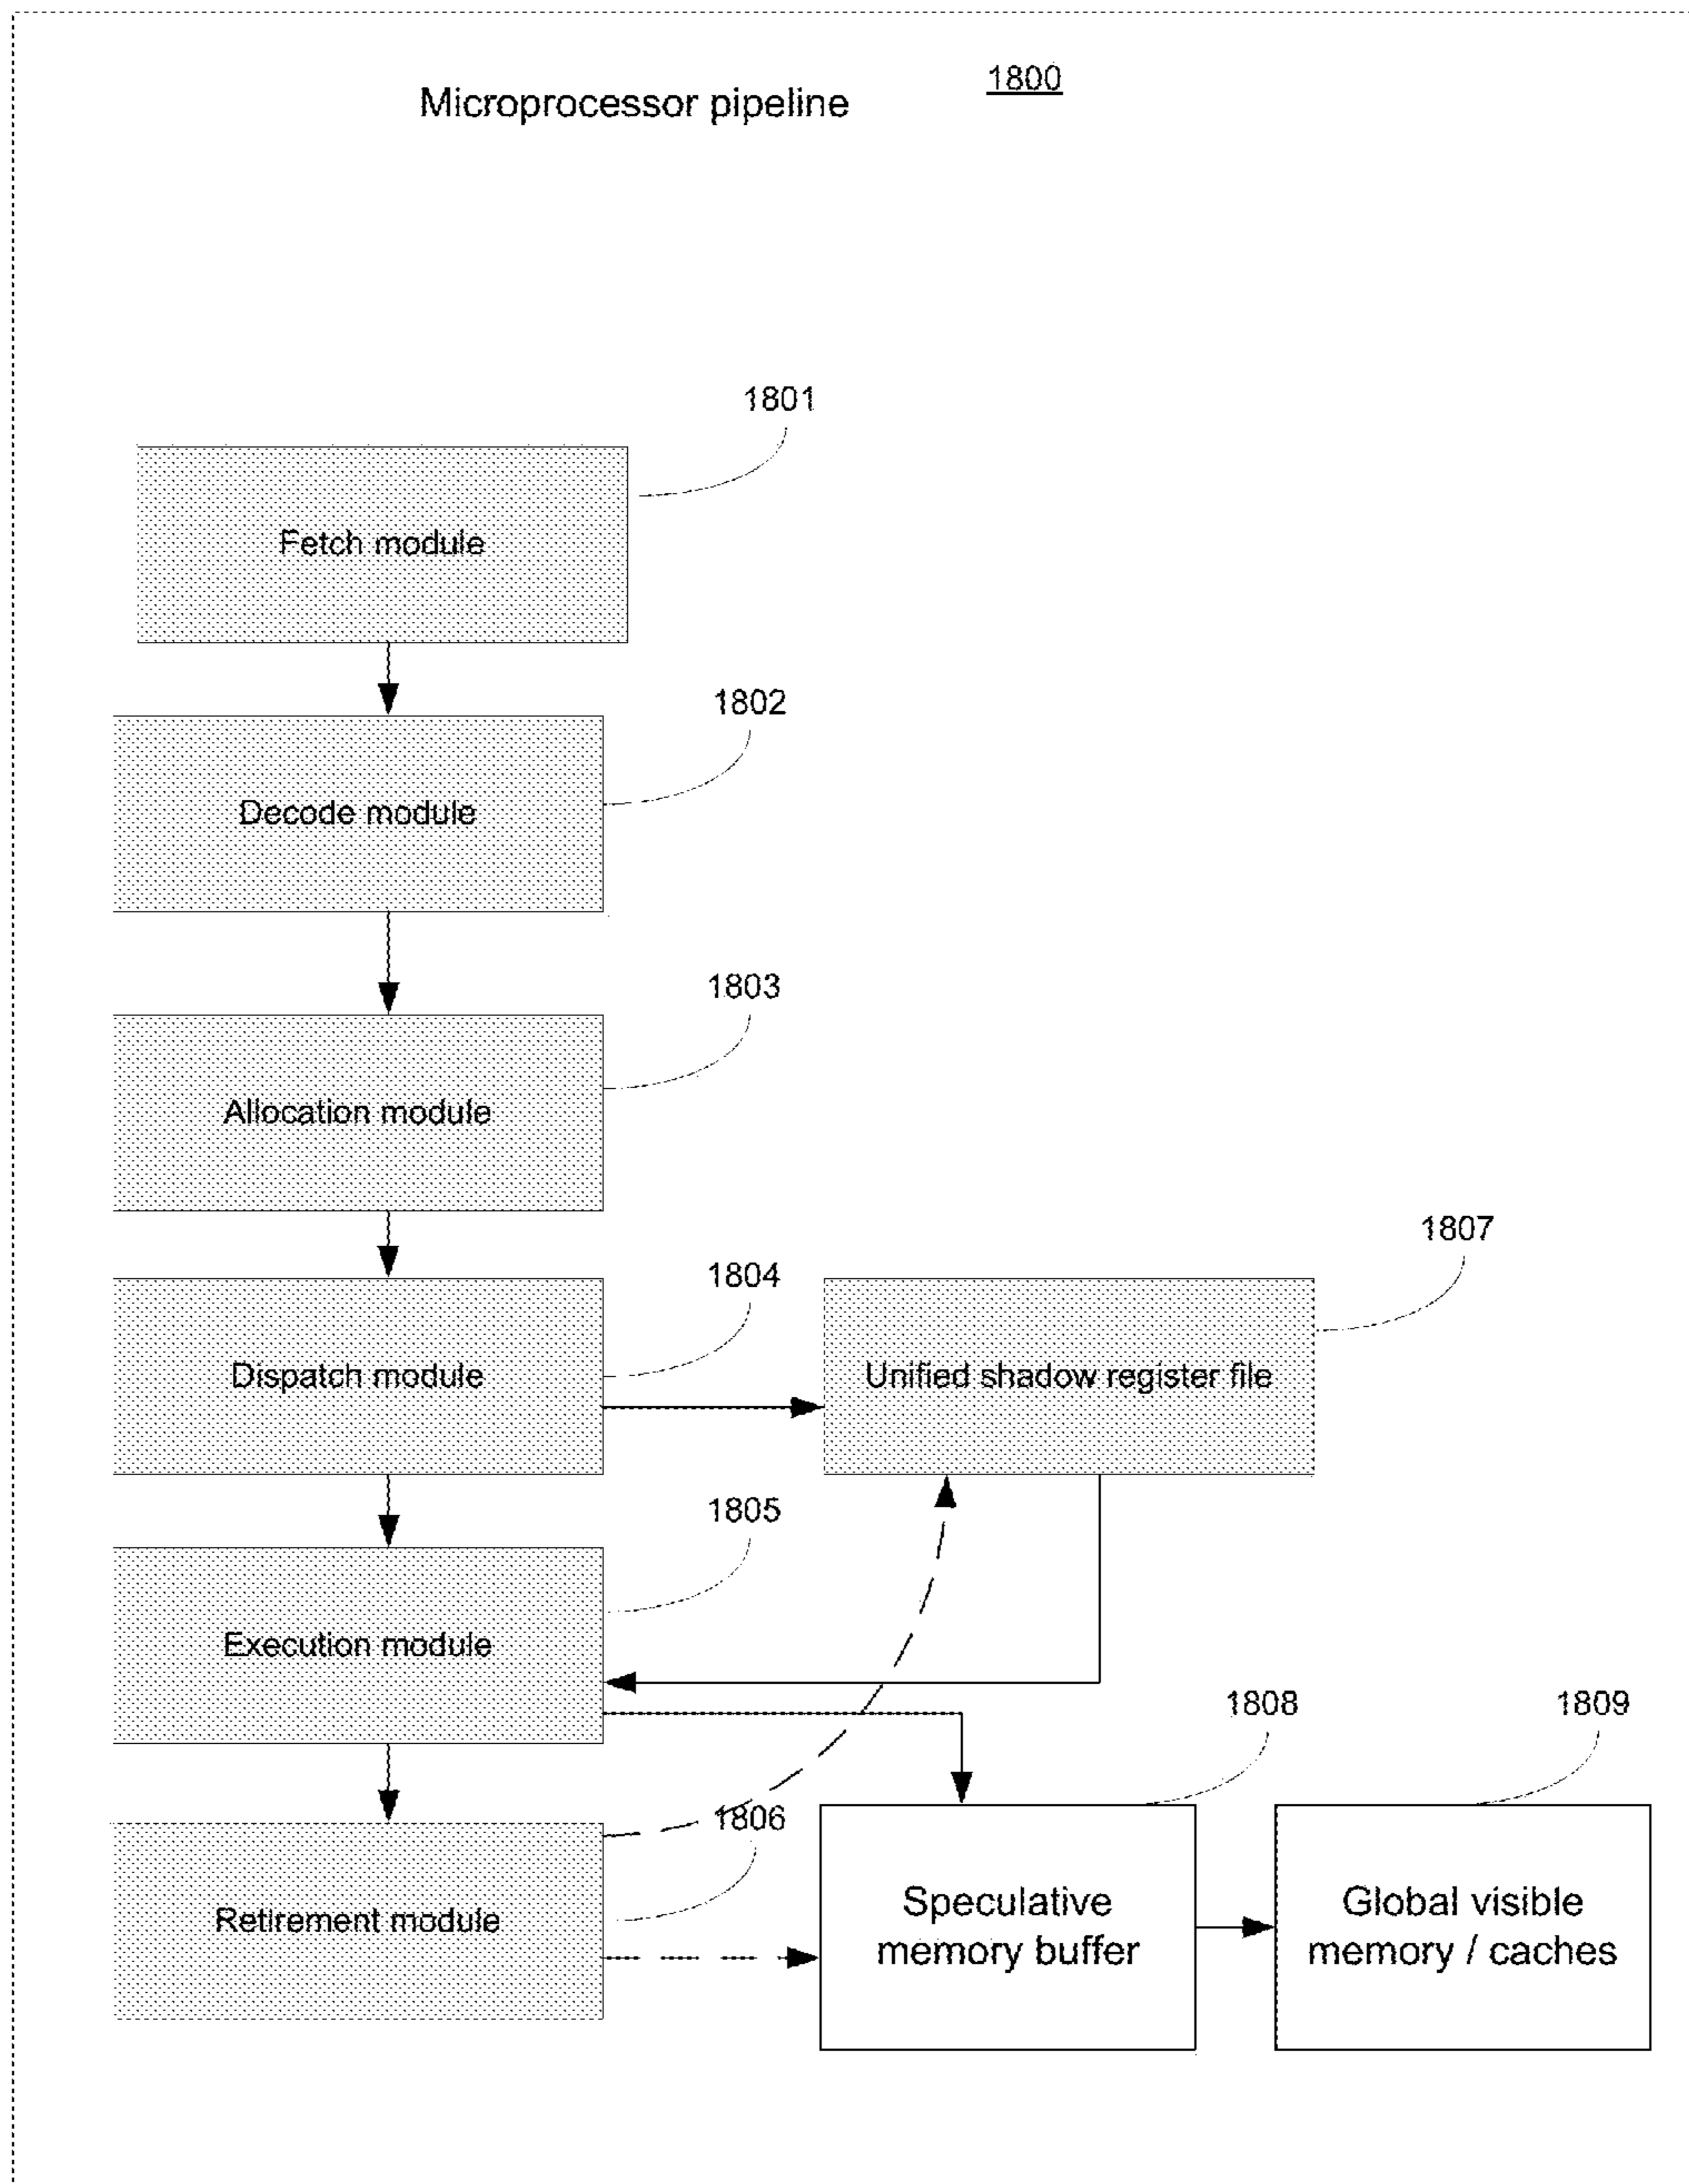 Microprocessor pipeline
1800
1801
Fetch module
1802
Decode module
1803
Allocation module
1804
1807
Dispatch module
Unified shadow register file
1805
Execution module
1808
1809
1806
Retirement module
Speculative
memory buffer
Global visible
memory / caches